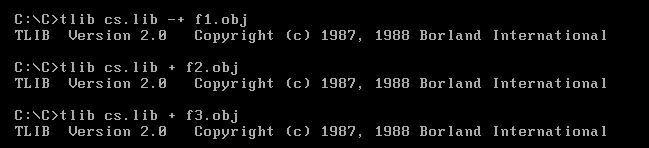 C:\C>tlib cs.lib -+ f1.obj
TLIB  Version 2.0   Copyright (c) 1987, 1988 Borland International
C:\C>tlib cs.lib + f2.obj
TLIB  Version 2.0   Copyright (c) 1987, 1988 Borland International
C:\C>tlib cs.lib + f3.obj
TLIB  Version 2.0   Copyright (c) 1987, 1988 Borland International